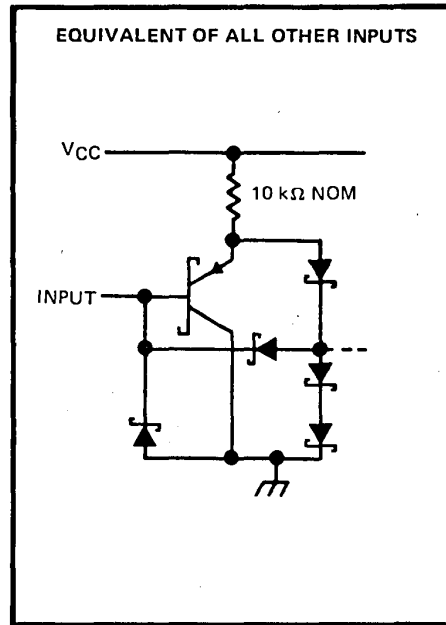 EQUIVALENT OF ALL OTHER INPUTS
VCC
10 kΩ NOM
INPUT